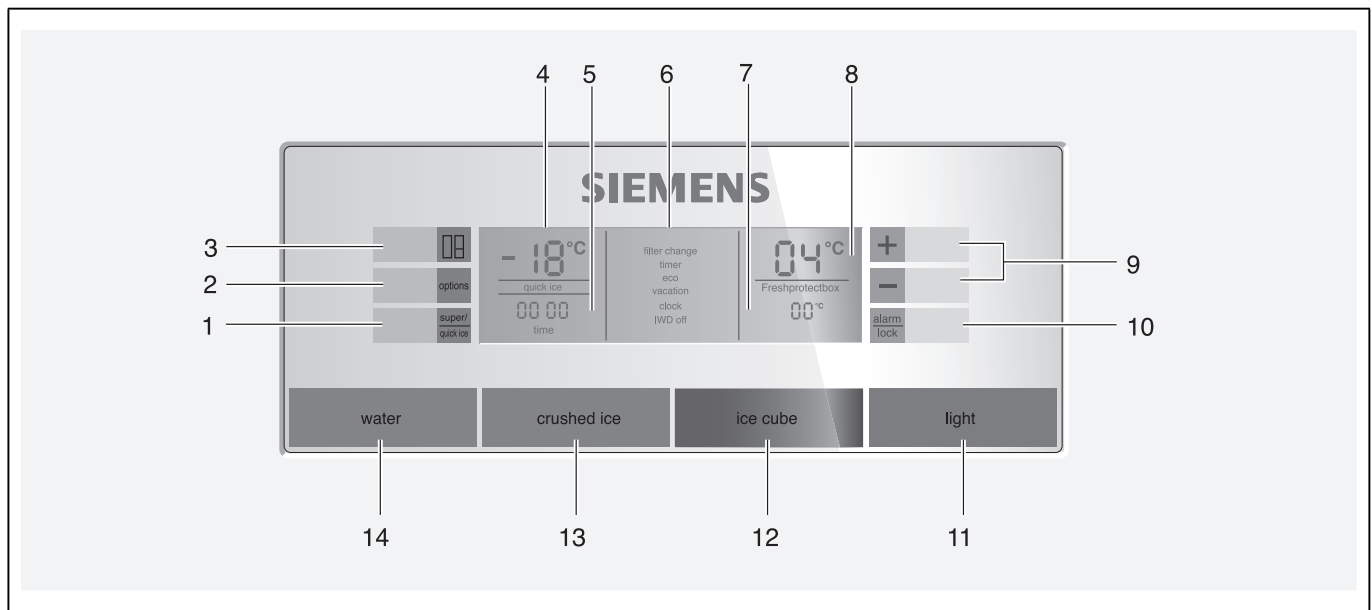 4 5 6 7 8
SIEMENS
3
-18°C
filter change
04°C
+
2
options
timer
eco
quick ice
vacation
Freshprotectbox
−
9
1
super/
quick ice
00 00
time
clock
IWD off
00°C
alarm
lock
10
water crushed ice ice cube light
14 13 12 11